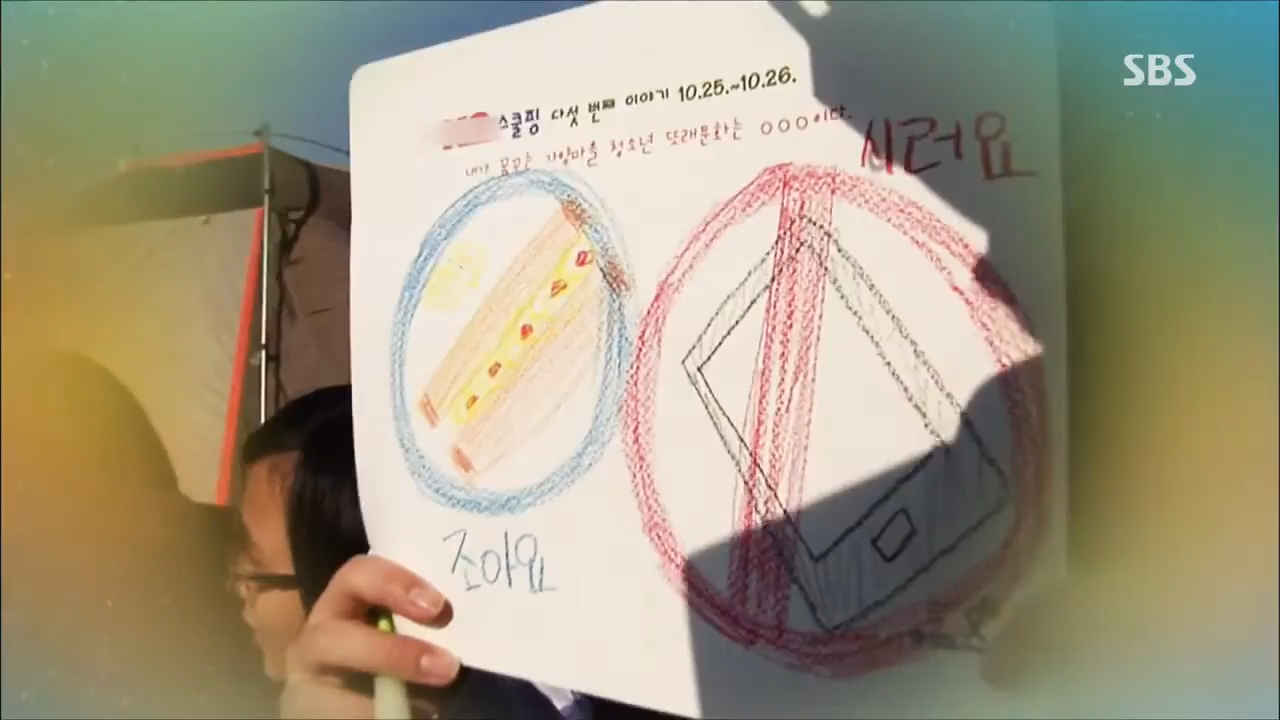 SBS
스쿨핑 다섯 번째 이야기 10.25.~10.26.
내가 꿈꾸는 가양마을 청소년 또래문화는 ○○○이다.
시러요
조아요